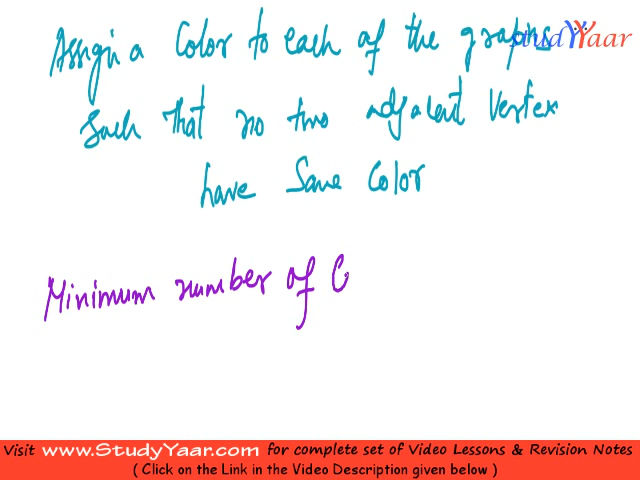 Assign a Color to each of the graphs
studYYaar
Such that no two adjacent Vertex
have Same Color
Minimum number of C
Visit www.StudyYaar.com for complete set of Video Lessons & Revision Notes
( Click on the Link in the Video Description given below )